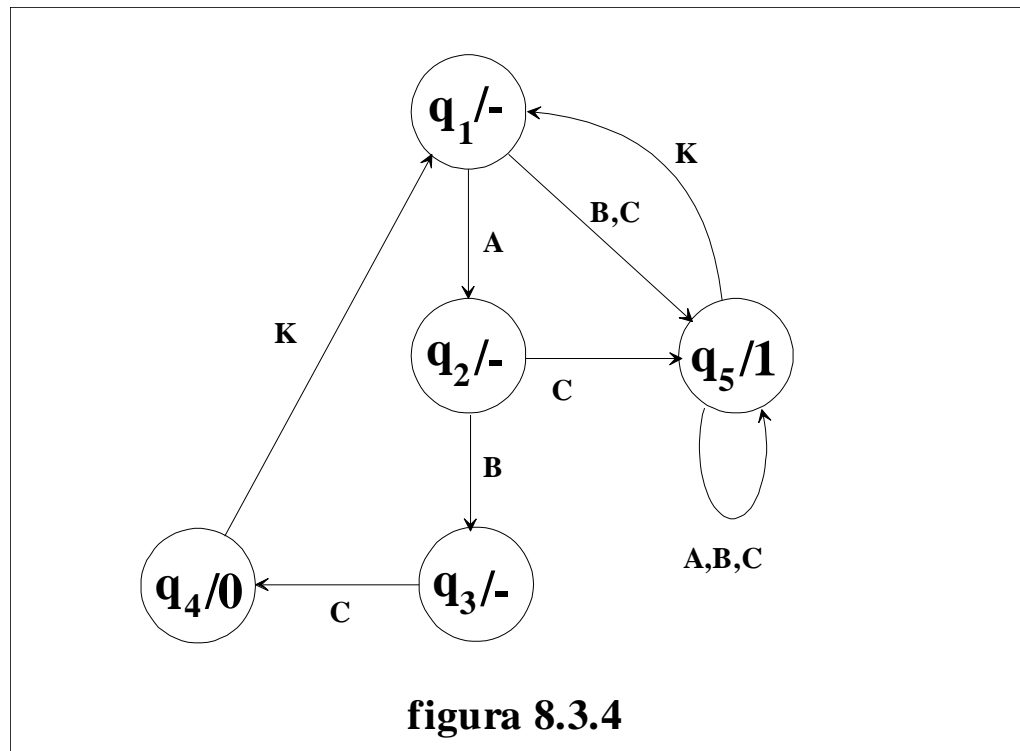 q1/-
K
B,C
A
K
q2/-
C
q5/1
B
A,B,C
q4/0
C
q3/-
figura 8.3.4